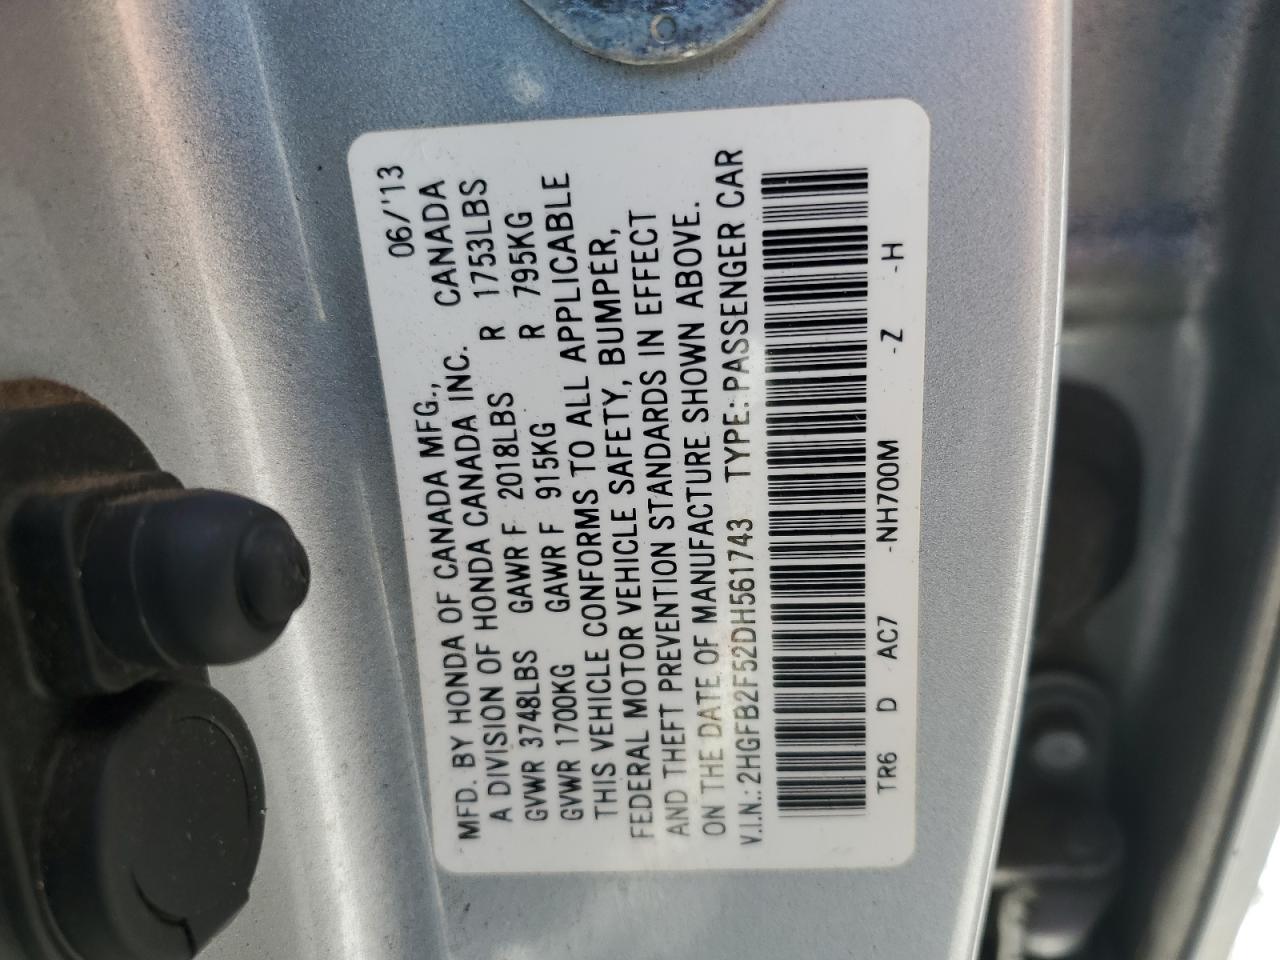 MFD. BY HONDA OF CANADA MFG., 06/'13
A DIVISION OF HONDA CANADA INC. CANADA
GVWR 3748LBS GAWR F 2018LBS R 1753LBS
GVWR 1700KG GAWR F 915KG R 795KG
THIS VEHICLE CONFORMS TO ALL APPLICABLE
FEDERAL MOTOR VEHICLE SAFETY, BUMPER,
AND THEFT PREVENTION STANDARDS IN EFFECT
ON THE DATE OF MANUFACTURE SHOWN ABOVE.
V.I.N.: 2HGFB2F52DH561743 TYPE: PASSENGER CAR
TR6 D AC7 -NH700M -Z -H